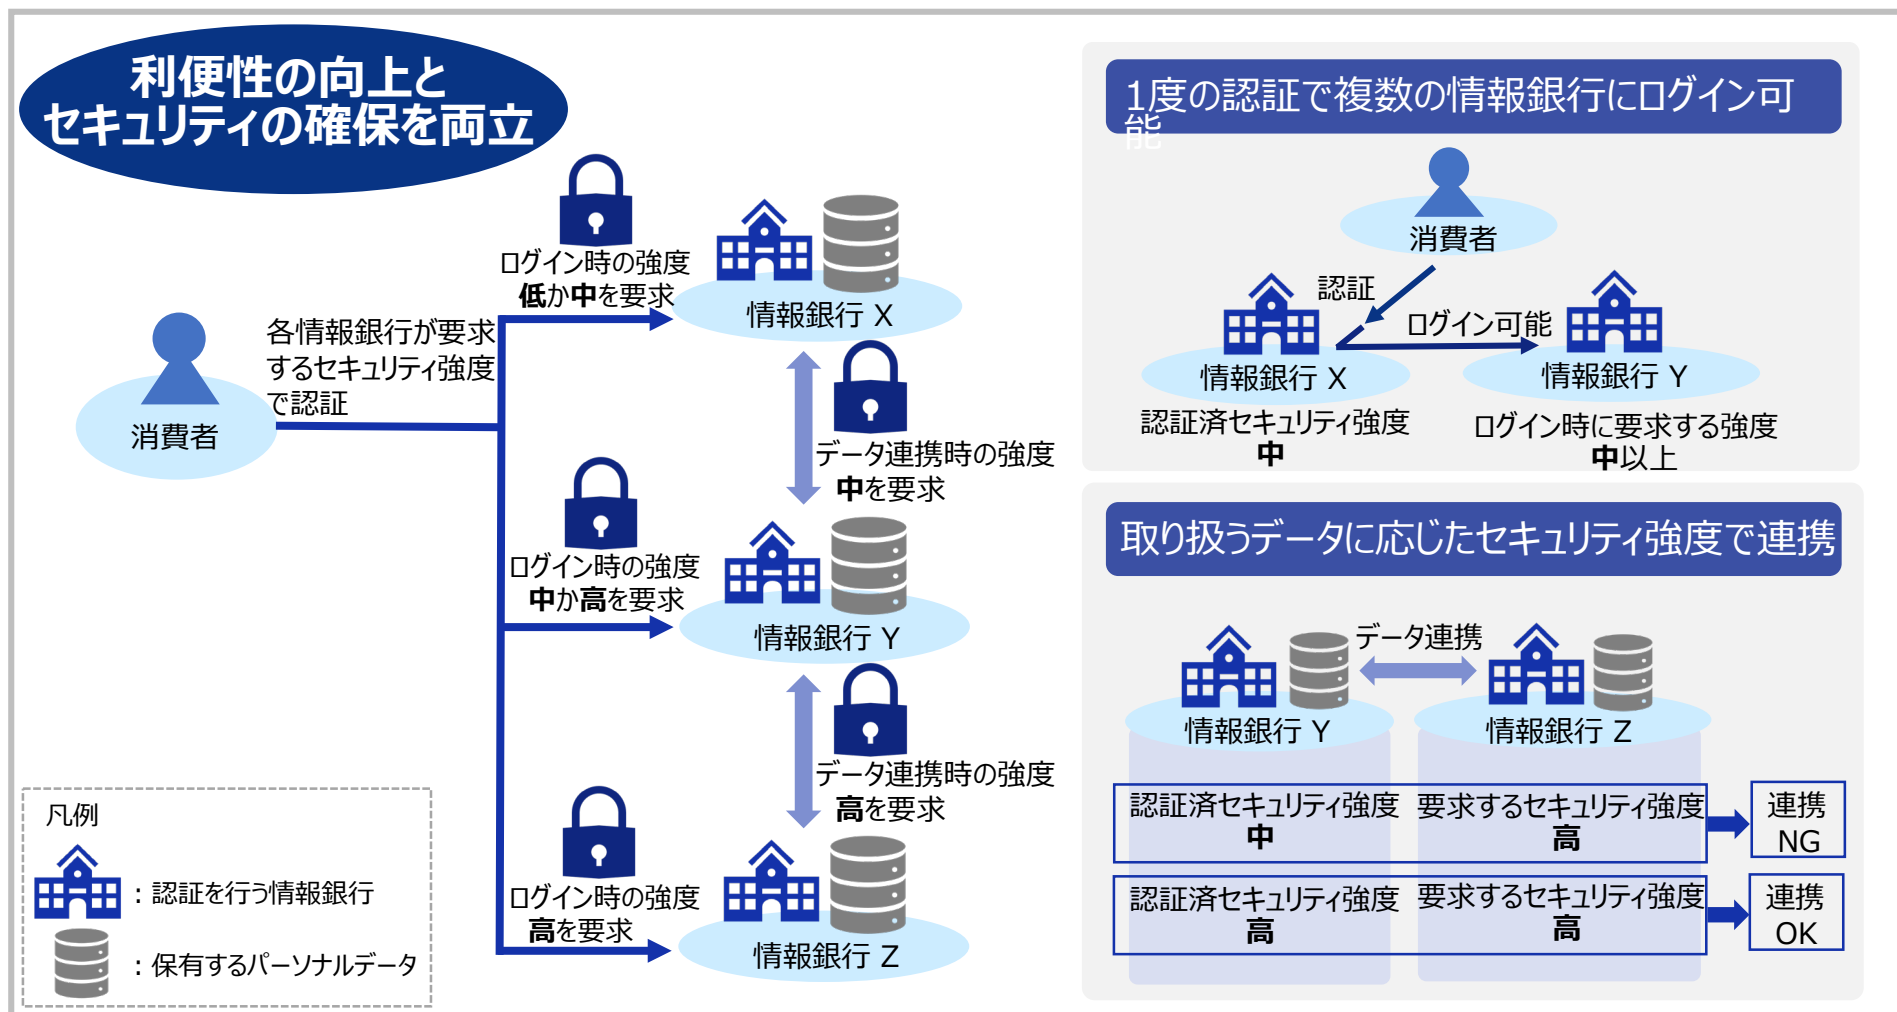 利便性の向上と
セキュリティの確保を両立
各情報銀行が要求
するセキュリティ強度
で認証
消費者
ログイン時の強度
低か中を要求
情報銀行 X
データ連携時の強度
中を要求
ログイン時の強度
中か高を要求
情報銀行 Y
データ連携時の強度
高を要求
ログイン時の強度
高を要求
情報銀行 Z
凡例
：認証を行う情報銀行
：保有するパーソナルデータ
1度の認証で複数の情報銀行にログイン可
能
消費者
認証
ログイン可能
情報銀行 X
情報銀行 Y
認証済セキュリティ強度
中
ログイン時に要求する強度
中以上
取り扱うデータに応じたセキュリティ強度で連携
データ連携
情報銀行 Y
情報銀行 Z
認証済セキュリティ強度
中
要求するセキュリティ強度
高
連携
NG
認証済セキュリティ強度
高
要求するセキュリティ強度
高
連携
OK